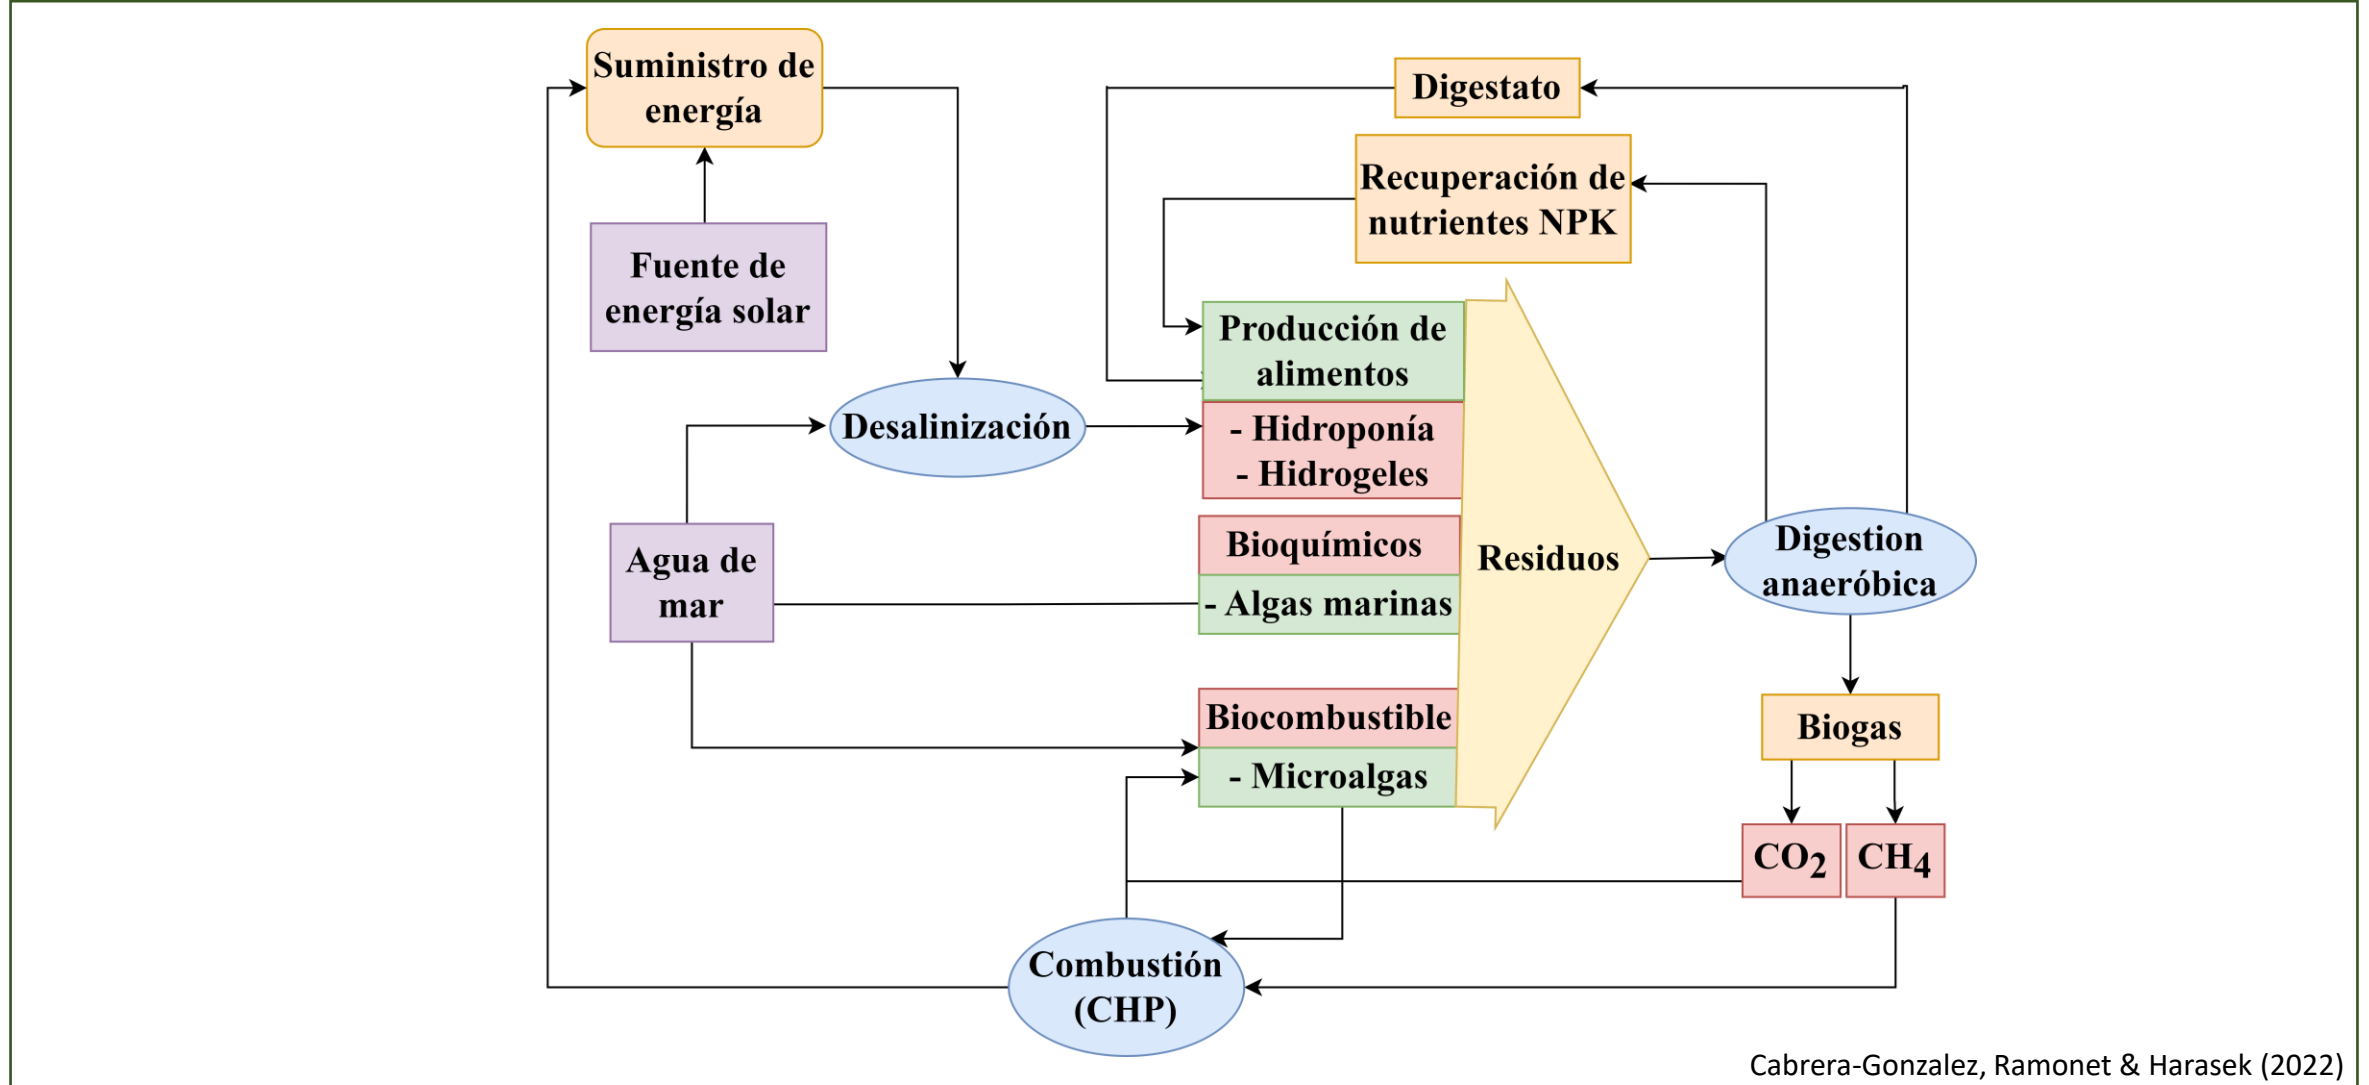 Suministro de
energía
Fuente de
energía solar
Desalinización
Agua de
mar
Digestato
Recuperación de
nutrientes NPK
Producción de
alimentos
- Hidroponía
- Hidrogeles
Bioquímicos
- Algas marinas
Biocombustible
- Microalgas
Residuos
Digestion
anaeróbica
Biogas
CO2
CH4
Combustión
(CHP)
Cabrera-Gonzalez, Ramonet & Harasek (2022)